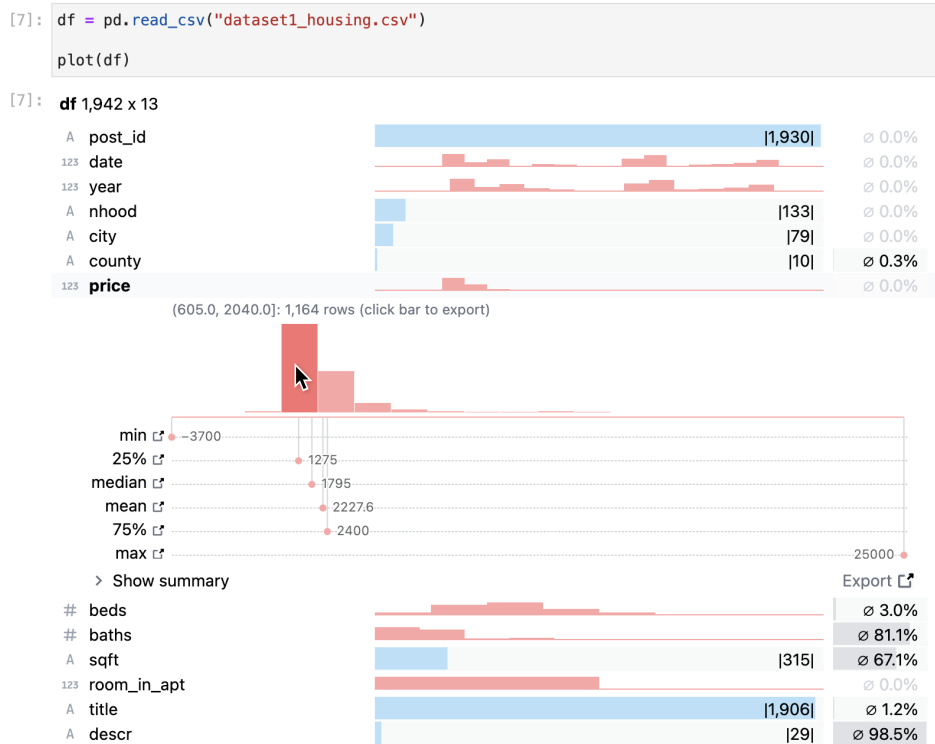 [7]: df = pd.read_csv("dataset1_housing.csv")
plot(df)
[7]: df 1,942 x 13
A post_id |1,930| ∅ 0.0%
123 date ∅ 0.0%
123 year ∅ 0.0%
A nhood |133| ∅ 0.0%
A city |79| ∅ 0.0%
A county |10| ∅ 0.3%
123 price ∅ 0.0%
(605.0, 2040.0]: 1,164 rows (click bar to export)
min −3700
25% 1275
median 1795
mean 2227.6
75% 2400
max 25000
Show summary Export
# beds ∅ 3.0%
# baths ∅ 81.1%
A sqft |315| ∅ 67.1%
123 room_in_apt ∅ 0.0%
A title |1,906| ∅ 1.2%
A descr |29| ∅ 98.5%